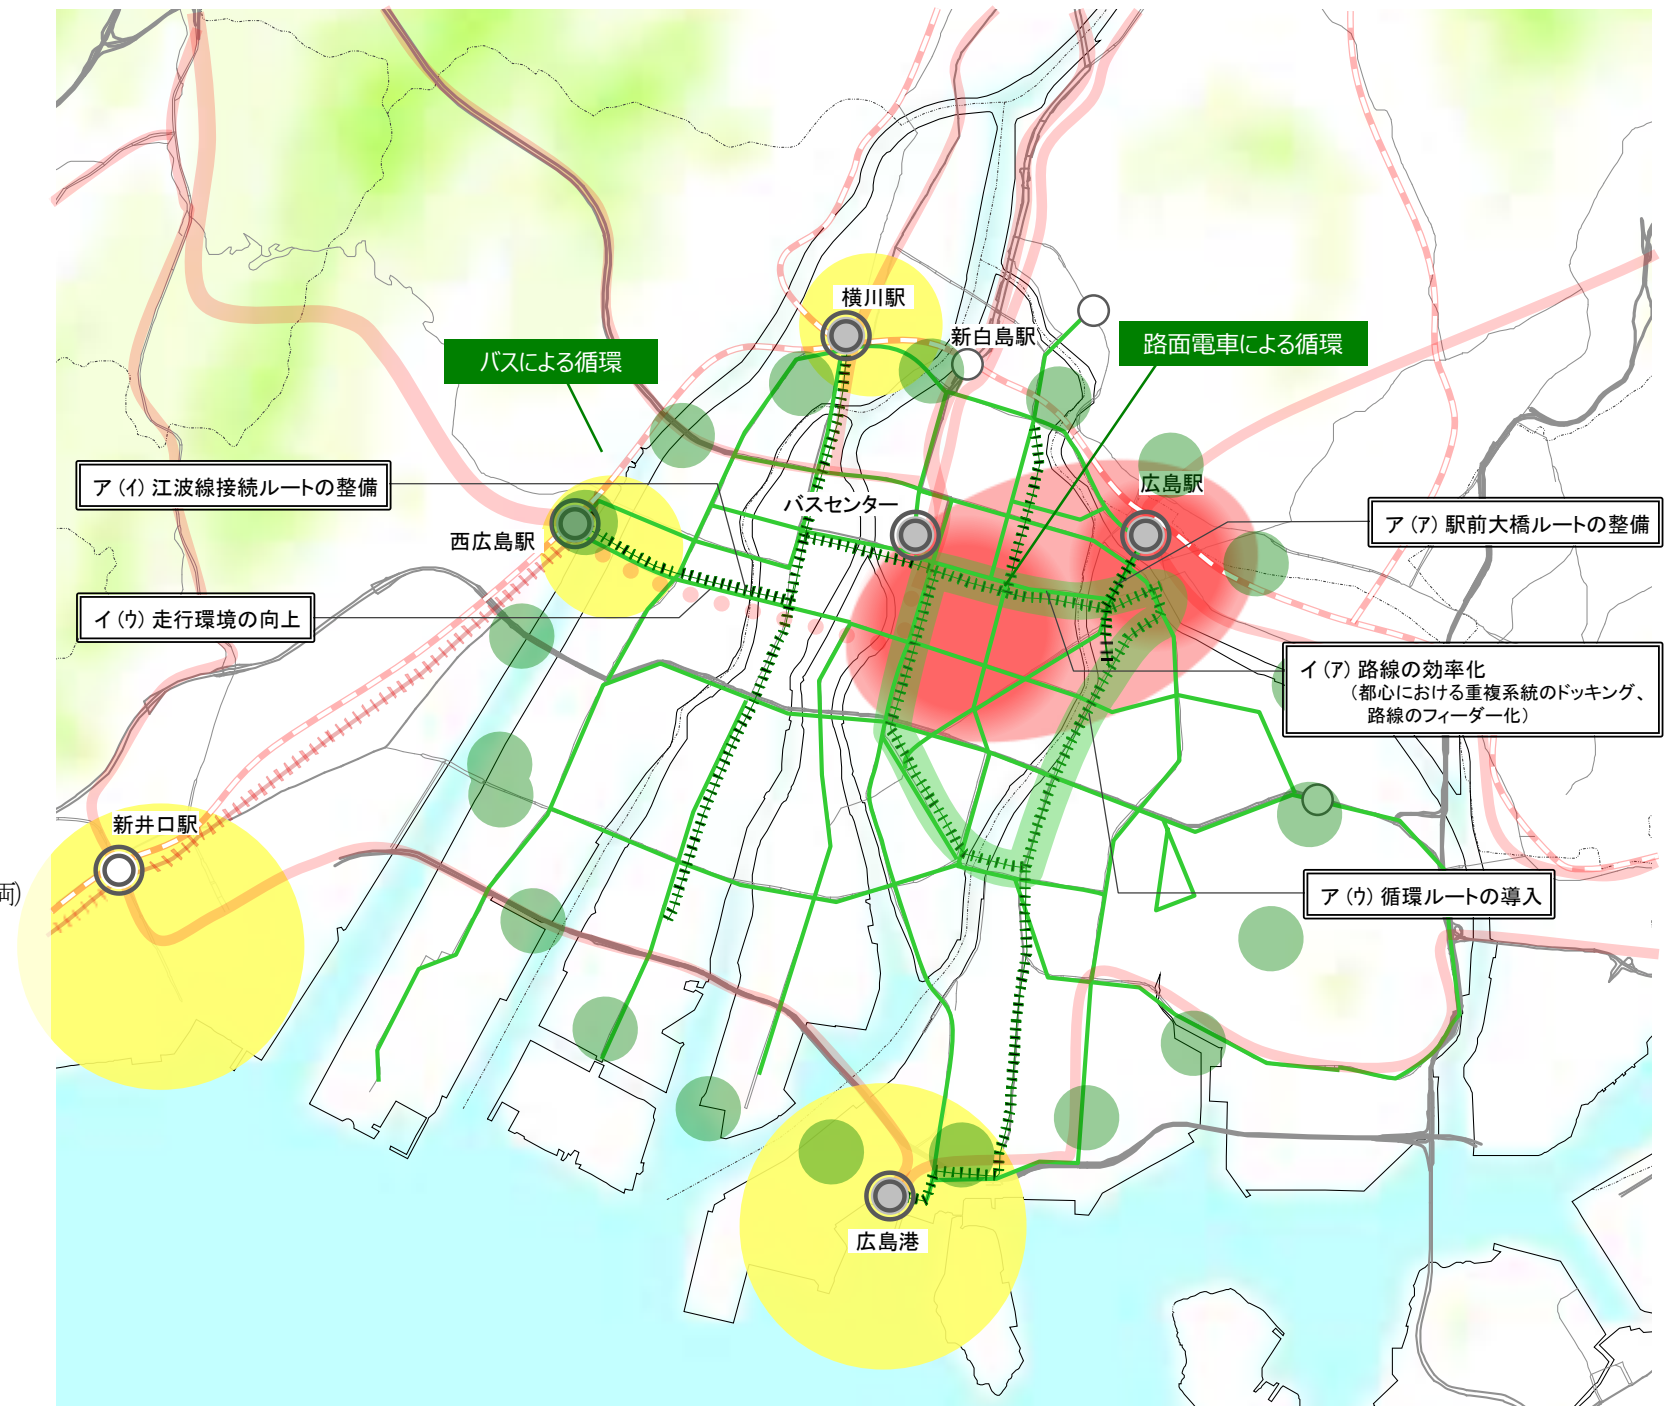 横川駅
新白島駅
路面電車による循環
バスによる循環
ア(イ) 江波線接続ルートの整備
広島駅
バスセンター
ア(ア) 駅前大橋ルートの整備
西広島駅
イ(ウ) 走行環境の向上
イ(ア) 路線の効率化
(都心における重複系統のドッキング、
路線のフィーダー化)
新井口駅
両)
ア(ウ) 循環ルートの導入
広島港